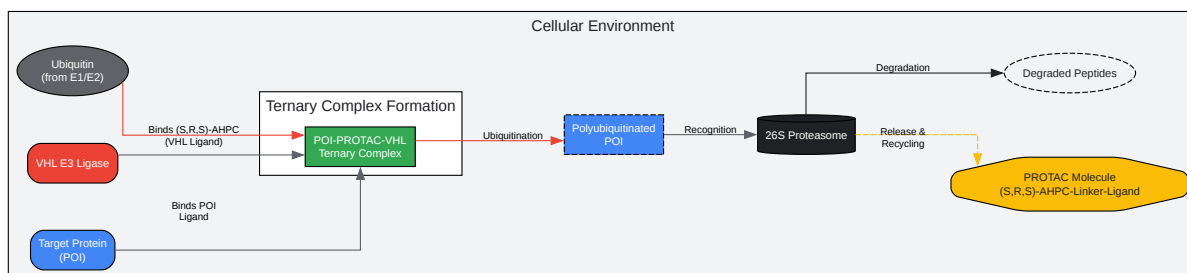 Cellular Environment
Ubiquitin
(from E1/E2)
Degradation
Degraded Peptides
Ternary Complex Formation
Binds (S,R,S)-AHPC
(VHL Ligand)
POI-PROTAC-VHL
Ternary Complex
Ubiquitination
Polyubiquitinated
POI
Recognition
26S Proteasome
Release &
Recycling
VHL E3 Ligase
PROTAC Molecule
(S,R,S)-AHPC-Linker-Ligand
Binds POI
Ligand
Target Protein
(POI)